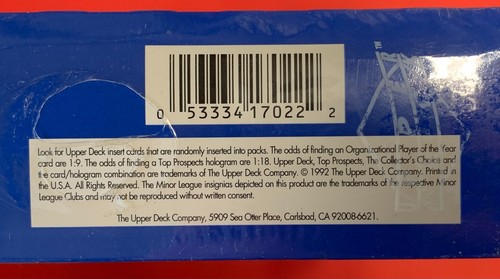 0 53334 17022 2
Look for Upper Deck insert cards that are randomly inserted into packs. The odds of finding an Organizational Player of the Year
card are 1:9. The odds of finding a Top Prospects hologram are 1:18. Upper Deck, Top Prospects, The Collector's Choice and
the card/hologram combination are trademarks of The Upper Deck Company. © 1992 The Upper Deck Company. Printed in
the U.S.A. All Rights Reserved. The Minor League insignias depicted on this product are the trademarks of the respective Minor
League Clubs and may not be reproduced without written consent.
The Upper Deck Company, 5909 Sea Otter Place, Carlsbad, CA 92008-6621.